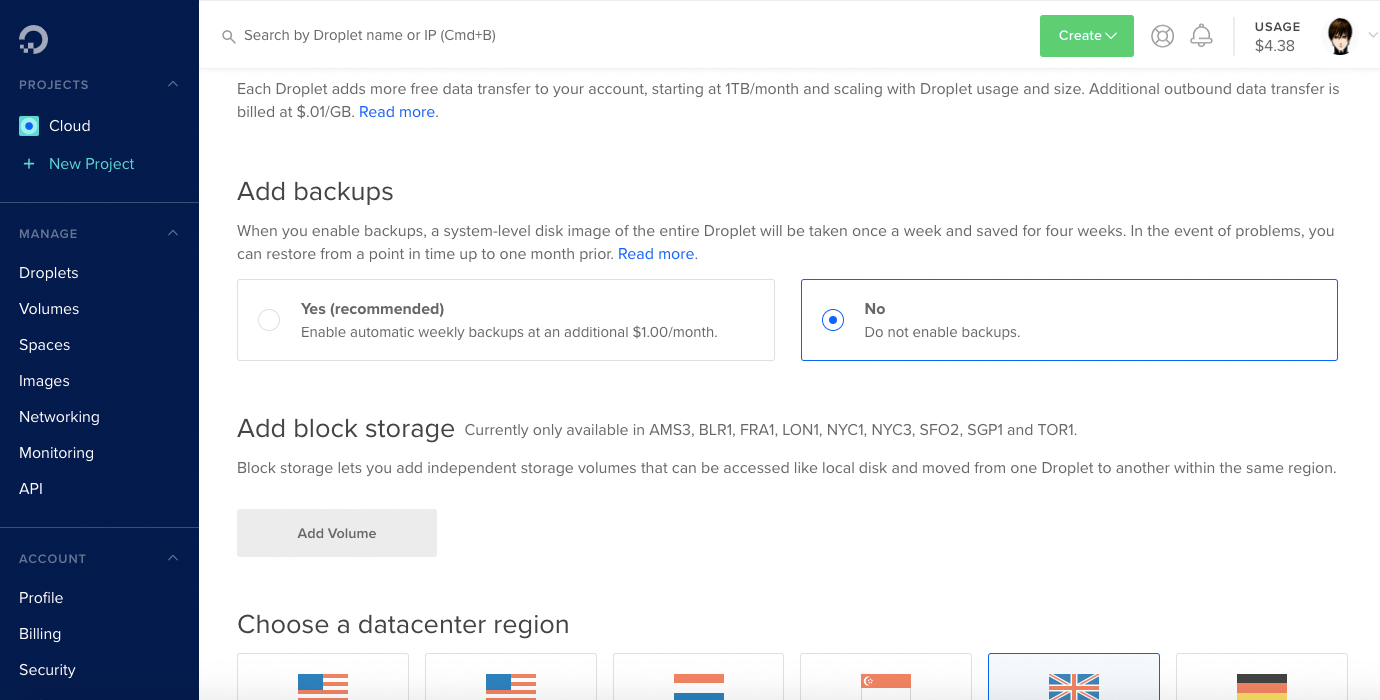 Search by Droplet name or IP (Cmd+B)
Create
USAGE
$4.38
PROJECTS
Cloud
+ New Project
MANAGE
Droplets
Volumes
Spaces
Images
Networking
Monitoring
API
ACCOUNT
Profile
Billing
Security
Each Droplet adds more free data transfer to your account, starting at 1TB/month and scaling with Droplet usage and size. Additional outbound data transfer is
billed at $.01/GB. Read more.
Add backups
When you enable backups, a system-level disk image of the entire Droplet will be taken once a week and saved for four weeks. In the event of problems, you
can restore from a point in time up to one month prior. Read more.
Yes (recommended)
Enable automatic weekly backups at an additional $1.00/month.
No
Do not enable backups.
Add block storage Currently only available in AMS3, BLR1, FRA1, LON1, NYC1, NYC3, SFO2, SGP1 and TOR1.
Block storage lets you add independent storage volumes that can be accessed like local disk and moved from one Droplet to another within the same region.
Add Volume
Choose a datacenter region